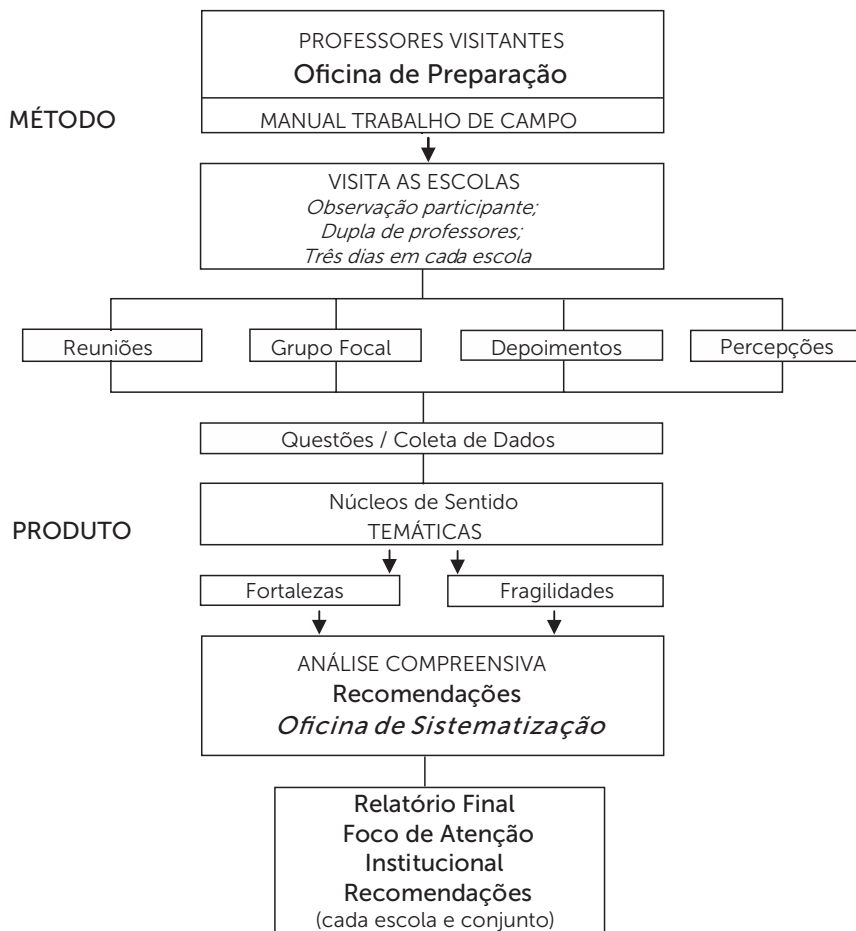 PROFESSORES VISITANTES
Oficina de Preparação
MÉTODO
MANUAL TRABALHO DE CAMPO
VISITA AS ESCOLAS
Observação participante;
Dupla de professores;
Três dias em cada escola
Reuniões
Grupo Focal
Depoimentos
Percepções
Questões / Coleta de Dados
Núcleos de Sentido
PRODUTO
TEMÁTICAS
Fortalezas
Fragilidades
ANÁLISE COMPREENSIVA
Recomendações
Oficina de Sistematização
Relatório Final
Foco de Atenção
Institucional
Recomendações
(cada escola e conjunto)